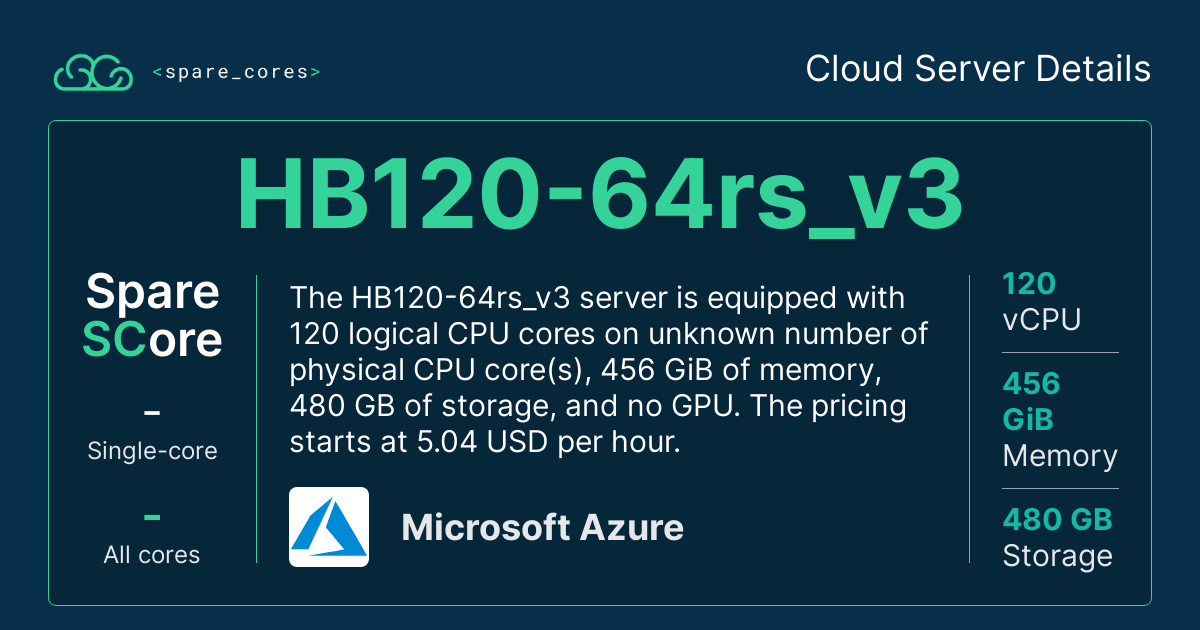 <spare_cores>
Cloud Server Details
HB120-64rs_v3
Spare
SCore
-
Single-core
-
All cores
The HB120-64rs_v3 server is equipped with
120 logical CPU cores on unknown number of
physical CPU core(s), 456 GiB of memory,
480 GB of storage, and no GPU. The pricing
starts at 5.04 USD per hour.
Microsoft Azure
120
vCPU
456
GiB
Memory
480 GB
Storage